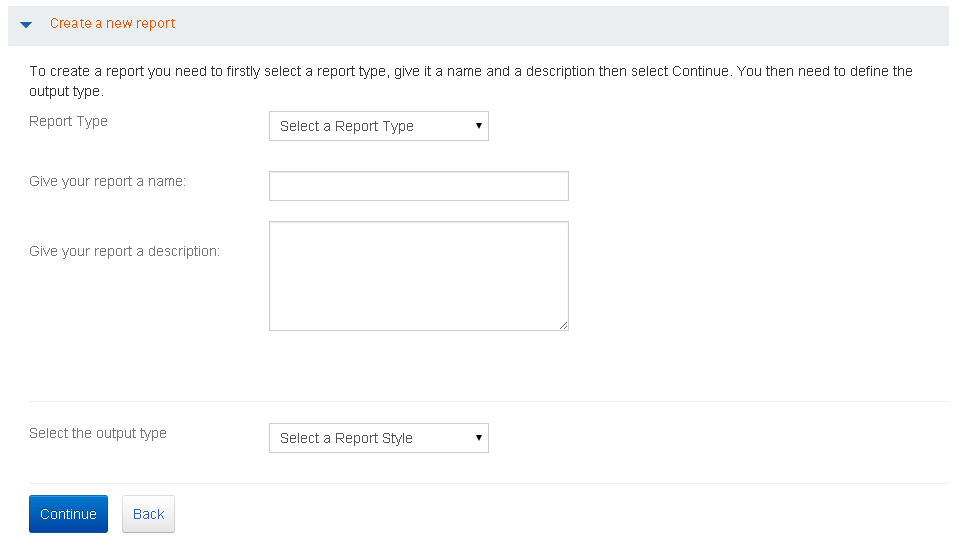 Create a new report
To create a report you need to firstly select a report type, give it a name and a description then select Continue. You then need to define the
output type.
Report Type
Select a Report Type
Give your report a name:
Give your report a description:
Select the output type
Select a Report Style
Continue
Back